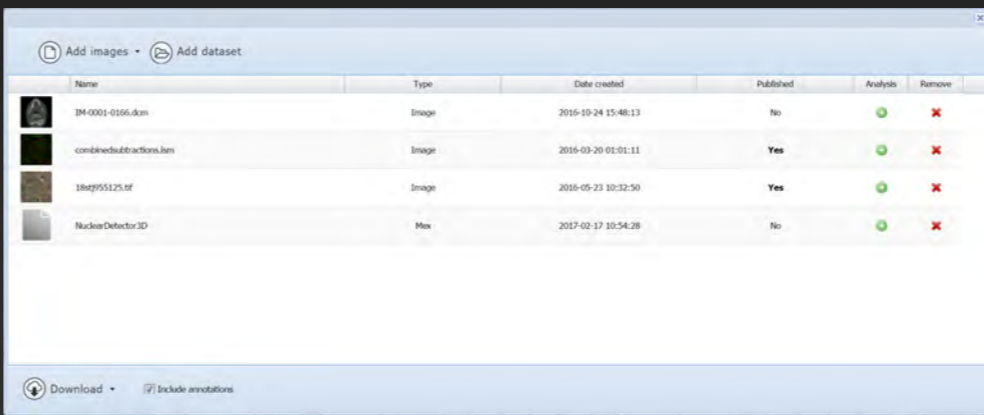 Add images Add dataset
Name Type Date created Published Analysis Remove
IM-0001-0166.dcm Image 2016-10-24 15:48:13 No
combinedsubtractions.lsm Image 2016-03-20 01:01:11 Yes
18stj955125.tif Image 2016-05-23 10:32:50 Yes
NuclearDetector3D Mex 2017-02-17 10:54:28 No
Download Include annotations